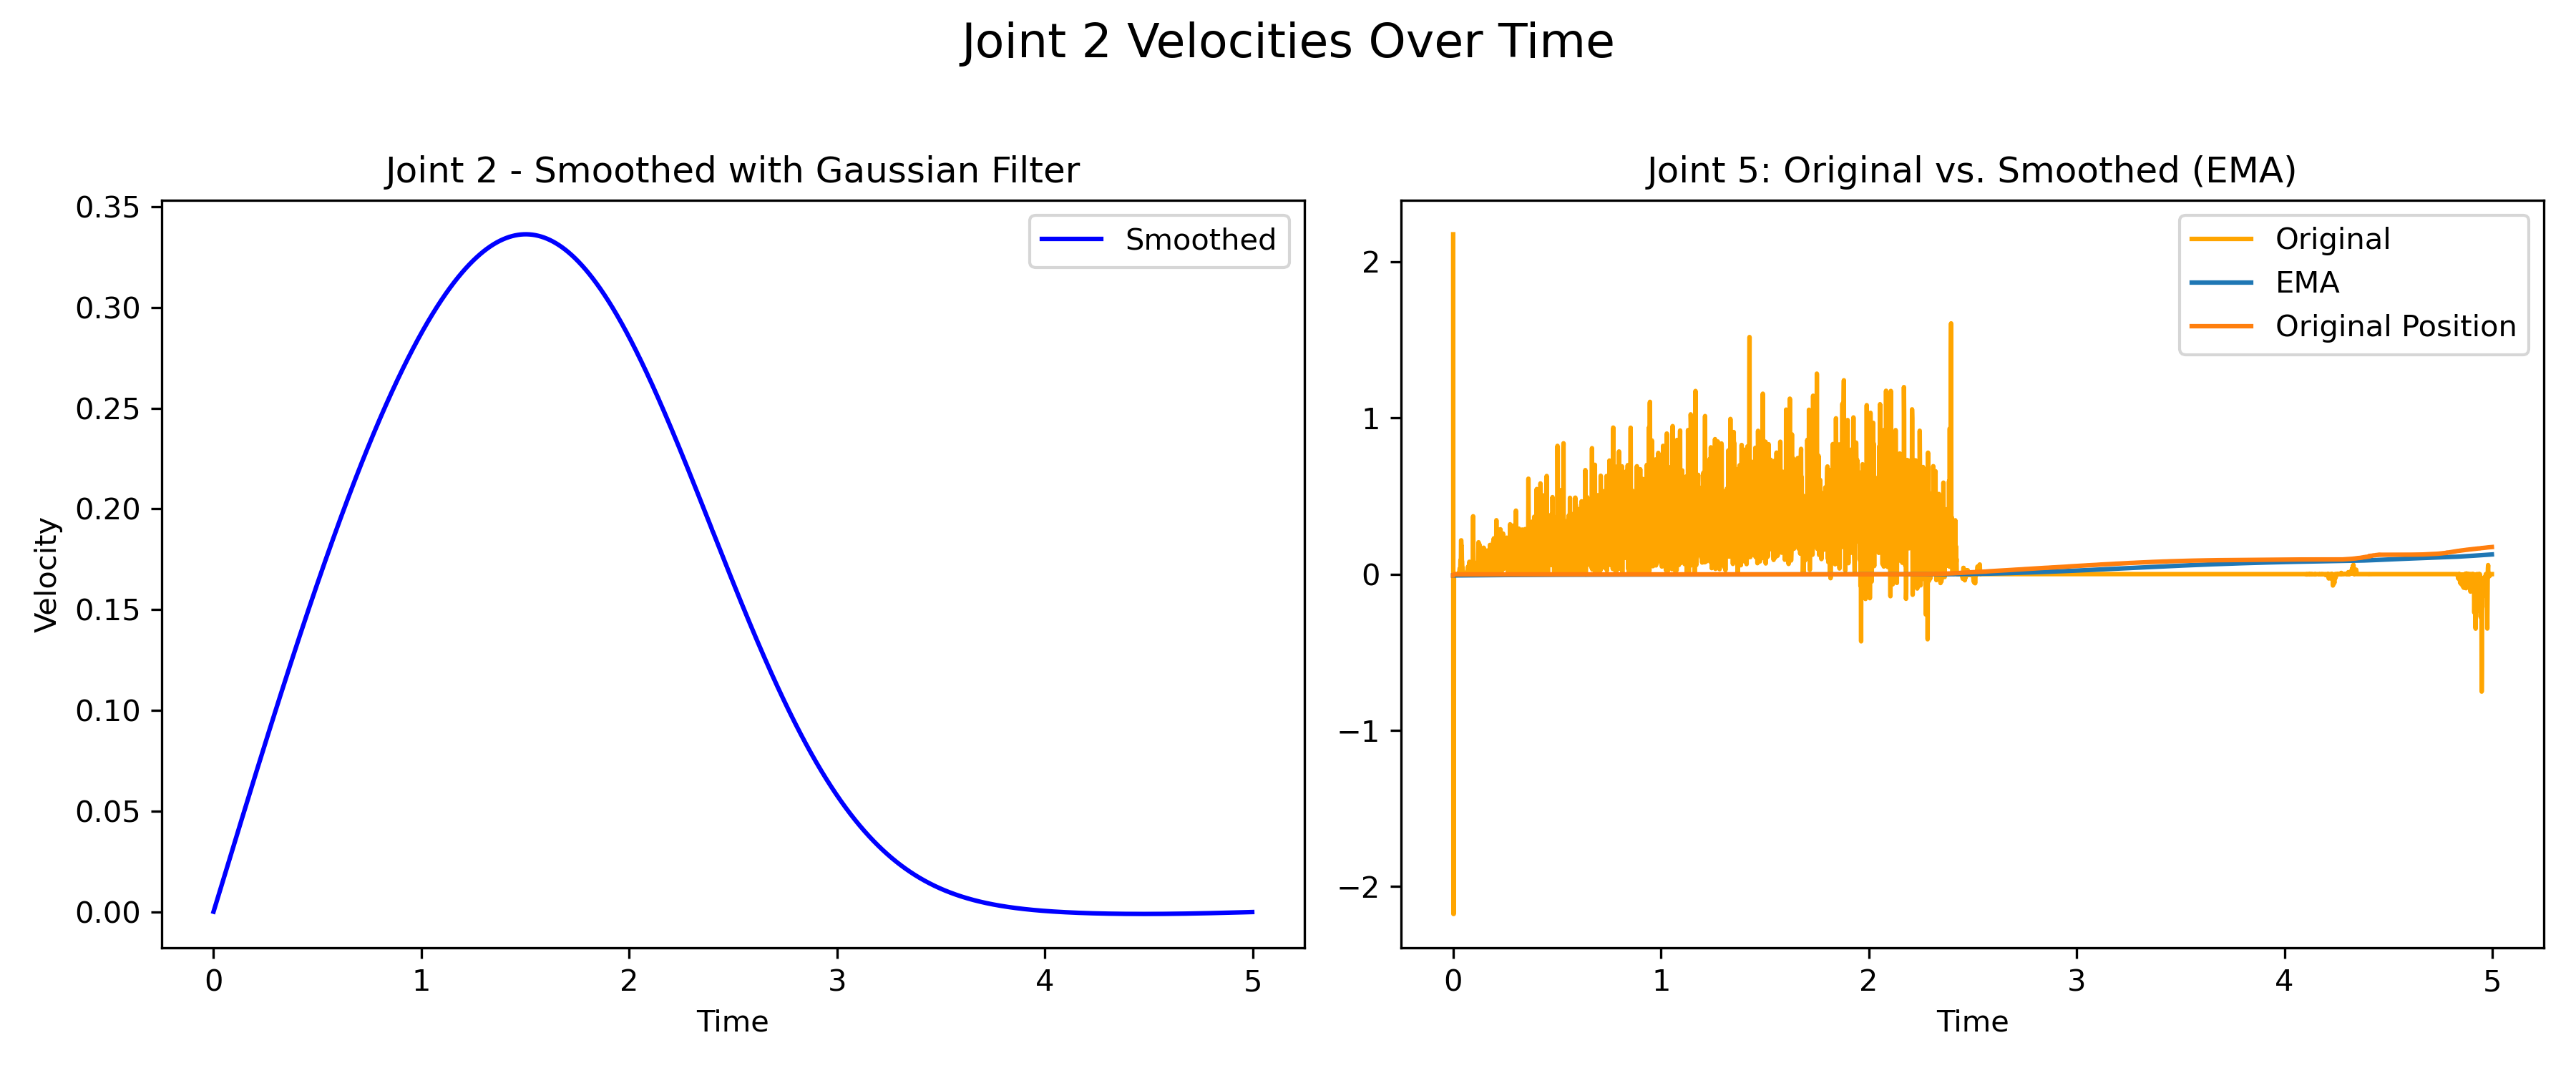 Joint 2 Velocities Over Time
Joint 2 - Smoothed with Gaussian Filter
Smoothed
Velocity
0.35
0.30
0.25
0.20
0.15
0.10
0.05
0.00
0 1 2 3 4 5
Time
Joint 5: Original vs. Smoothed (EMA)
Original
EMA
Original Position
2
1
0
−1
−2
0 1 2 3 4 5
Time